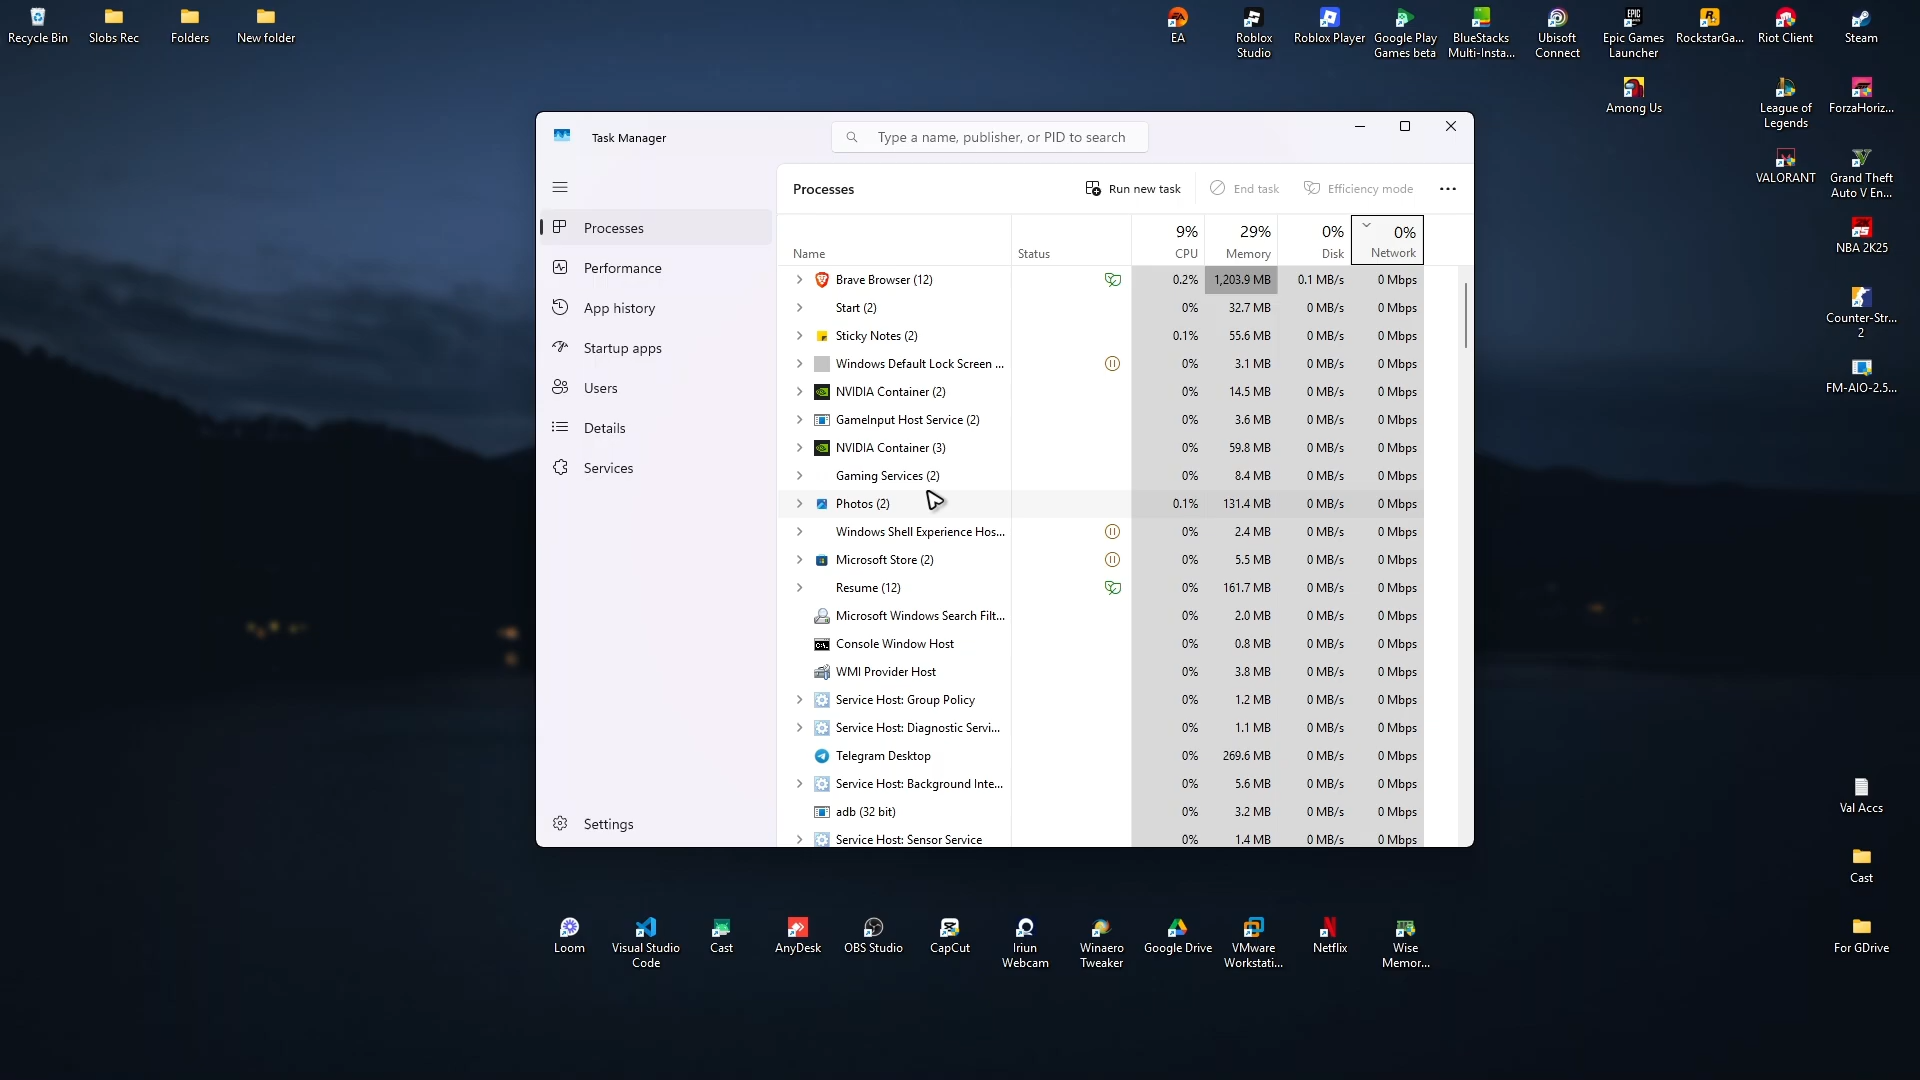 Recycle Bin
Slobs Rec
Folders
New folder
EA
Roblox
Studio
Roblox Player
Google Play
Games beta
BlueStacks
Multi-Insta...
Ubisoft
Connect
Epic Games
Launcher
RockstarGa...
Riot Client
Steam
Among Us
League of
Legends
ForzaHoriz...
VALORANT
Grand Theft
Auto V En...
NBA 2K25
Counter-Str...
2
FM-AIO-2.5...
Val Accs
Cast
For GDrive
Task Manager
Type a name, publisher, or PID to search
Processes
Performance
App history
Startup apps
Users
Details
Services
Settings
Processes
Run new task
End task
Efficiency mode
9% 29% 0% 0%
Name Status CPU Memory Disk Network
Brave Browser (12) 0.2% 1,203.9 MB 0.1 MB/s 0 Mbps
Start (2) 0% 32.7 MB 0 MB/s 0 Mbps
Sticky Notes (2) 0.1% 55.6 MB 0 MB/s 0 Mbps
Windows Default Lock Screen ... 0% 3.1 MB 0 MB/s 0 Mbps
NVIDIA Container (2) 0% 14.5 MB 0 MB/s 0 Mbps
GameInput Host Service (2) 0% 3.6 MB 0 MB/s 0 Mbps
NVIDIA Container (3) 0% 59.8 MB 0 MB/s 0 Mbps
Gaming Services (2) 0% 8.4 MB 0 MB/s 0 Mbps
Photos (2) 0.1% 131.4 MB 0 MB/s 0 Mbps
Windows Shell Experience Hos... 0% 2.4 MB 0 MB/s 0 Mbps
Microsoft Store (2) 0% 5.5 MB 0 MB/s 0 Mbps
Resume (12) 0% 161.7 MB 0 MB/s 0 Mbps
Microsoft Windows Search Filt... 0% 2.0 MB 0 MB/s 0 Mbps
Console Window Host 0% 0.8 MB 0 MB/s 0 Mbps
WMI Provider Host 0% 3.8 MB 0 MB/s 0 Mbps
Service Host: Group Policy 0% 1.2 MB 0 MB/s 0 Mbps
Service Host: Diagnostic Servi... 0% 1.1 MB 0 MB/s 0 Mbps
Telegram Desktop 0% 269.6 MB 0 MB/s 0 Mbps
Service Host: Background Inte... 0% 5.6 MB 0 MB/s 0 Mbps
adb (32 bit) 0% 3.2 MB 0 MB/s 0 Mbps
Service Host: Sensor Service 0% 1.4 MB 0 MB/s 0 Mbps
Loom
Visual Studio
Code
Cast
AnyDesk
OBS Studio
CapCut
Iriun
Webcam
Winaero
Tweaker
Google Drive
VMware
Workstati...
Netflix
Wise
Memor...